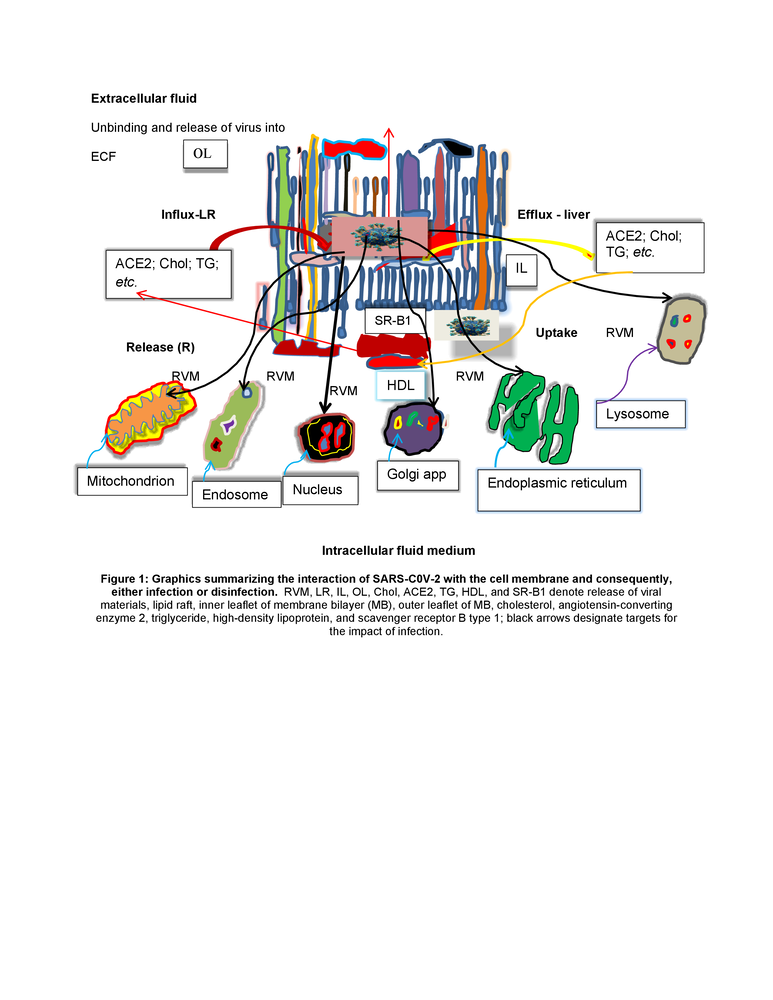 Extracellular fluid
Unbinding and release of virus into
ECF
OL
Influx-LR
Efflux - liver
ACE2; Chol; TG;
etc.
ACE2; Chol;
TG; etc.
IL
SR-B1
Uptake
RVM
Release (R)
RVM
RVM
RVM
HDL
RVM
Lysosome
Mitochondrion
Endosome
Nucleus
Golgi app
Endoplasmic reticulum
Intracellular fluid medium
Figure 1: Graphics summarizing the interaction of SARS-C0V-2 with the cell membrane and consequently,
either infection or disinfection. RVM, LR, IL, OL, Chol, ACE2, TG, HDL, and SR-B1 denote release of viral
materials, lipid raft, inner leaflet of membrane bilayer (MB), outer leaflet of MB, cholesterol, angiotensin-converting
enzyme 2, triglyceride, high-density lipoprotein, and scavenger receptor B type 1; black arrows designate targets for
the impact of infection.